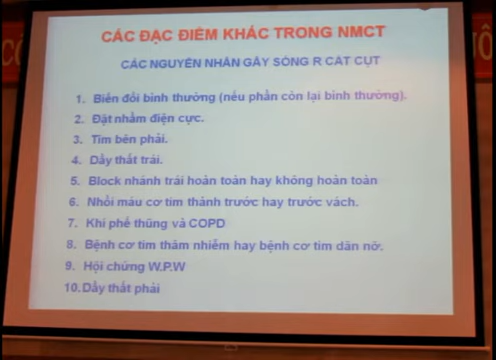 CÁC ĐẶC ĐIỂM KHÁC TRONG NMCT
CÁC NGUYÊN NHÂN GÂY SÓNG R CẮT CỤT
1. Biến đổi bình thường (nếu phần còn lại bình thường).
2. Đặt nhầm điện cực.
3. Tim bên phải.
4. Dầy thất trái.
5. Block nhánh trái hoàn toàn hay không hoàn toàn
6. Nhồi máu cơ tim thành trước hay trước vách.
7. Khí phế thũng và COPD
8. Bệnh cơ tim thâm nhiễm hay bệnh cơ tim dãn nở.
9. Hội chứng W.P.W
10. Dầy thất phải